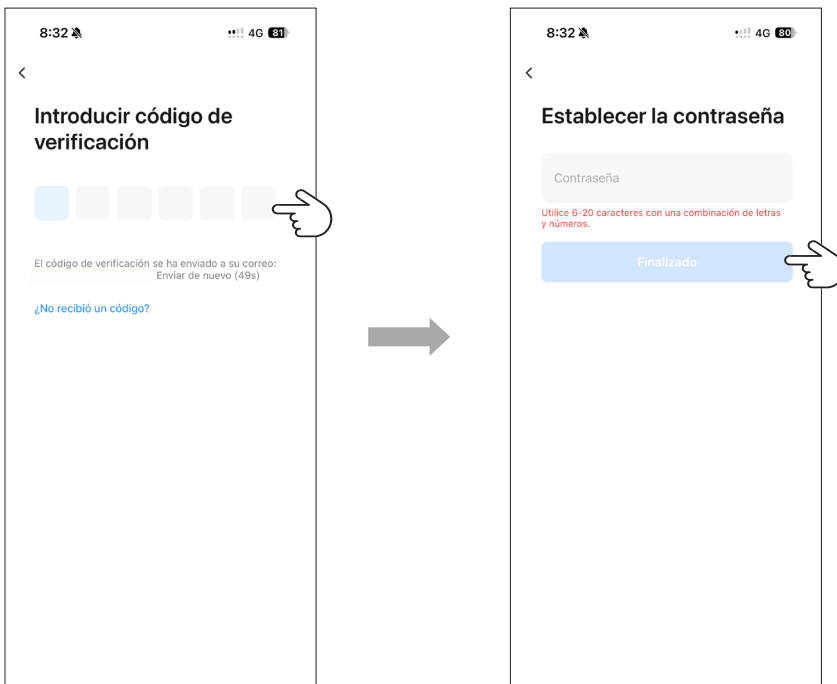 8:32
4G 81
Introducir código de
verificación
El código de verificación se ha enviado a su correo:
Enviar de nuevo (49s)
¿No recibió un código?
8:32
4G 80
Establecer la contraseña
Contraseña
Utilice 6-20 caracteres con una combinación de letras
y números.
Finalizado